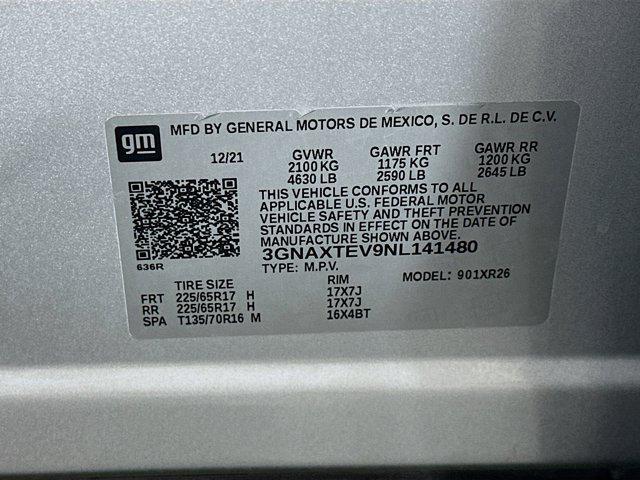 gm
MFD BY GENERAL MOTORS DE MEXICO, S. DE R.L. DE C.V.
12/21 GVWR GAWR FRT GAWR RR
2100 KG 1175 KG 1200 KG
4630 LB 2590 LB 2645 LB
THIS VEHICLE CONFORMS TO ALL
APPLICABLE U.S. FEDERAL MOTOR
VEHICLE SAFETY AND THEFT PREVENTION
STANDARDS IN EFFECT ON THE DATE OF
MANUFACTURE SHOWN ABOVE.
3GNAXTEV9NL141480
636R
TYPE: M.P.V. MODEL: 901XR26
TIRE SIZE RIM
FRT 225/65R17 H 17X7J
RR 225/65R17 H 17X7J
SPA T135/70R16 M 16X4BT